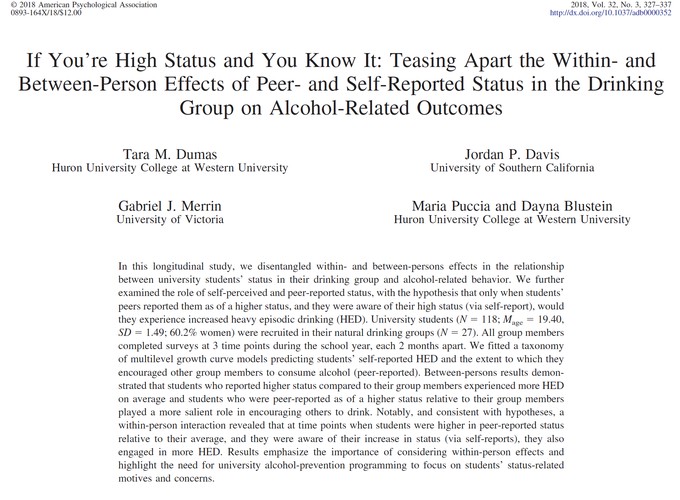 © 2018 American Psychological Association
0893-164X/18/$12.00
2018, Vol. 32, No. 3, 327–337
http://dx.doi.org/10.1037/adb0000352
If You’re High Status and You Know It: Teasing Apart the Within- and
Between-Person Effects of Peer- and Self-Reported Status in the Drinking
Group on Alcohol-Related Outcomes
Tara M. Dumas
Huron University College at Western University
Jordan P. Davis
University of Southern California
Gabriel J. Merrin
University of Victoria
Maria Puccia and Dayna Blustein
Huron University College at Western University
In this longitudinal study, we disentangled within- and between-persons effects in the relationship
between university students’ status in their drinking group and alcohol-related behavior. We further
examined the role of self-perceived and peer-reported status, with the hypothesis that only when students’
peers reported them as of a higher status, and they were aware of their high status (via self-report), would
they experience increased heavy episodic drinking (HED). University students (N = 118; Mage = 19.40,
SD = 1.49; 60.2% women) were recruited in their natural drinking groups (N = 27). All group members
completed surveys at 3 time points during the school year, each 2 months apart. We fitted a taxonomy
of multilevel growth curve models predicting students’ self-reported HED and the extent to which they
encouraged other group members to consume alcohol (peer-reported). Between-persons results demon-
strated that students who reported higher status compared to their group members experienced more HED
on average and students who were peer-reported as of a higher status relative to their group members
played a more salient role in encouraging others to drink. Notably, and consistent with hypotheses, a
within-person interaction revealed that at time points when students were higher in peer-reported status
relative to their average, and they were aware of their increase in status (via self-reports), they also
engaged in more HED. Results emphasize the importance of considering within-person effects and
highlight the need for university alcohol-prevention programming to focus on students’ status-related
motives and concerns.